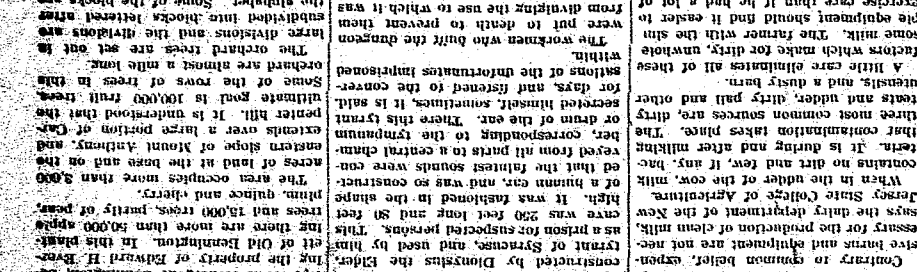 Contrary to common belief, expen-
sive barns and equipment are not nec-
essary for the production of clean milk,
says the dairy department of the New
Jersey State College of Agriculture.
When in the udder of the cow, milk
contains no dirt and few, if any, bac-
teria. It is during and after milking
that contamination takes place. The
three most common sources are, dirty
teats and udder, dirty pail and other
utensils, and a dusty barn.
A little care eliminates all of these
factors which make for dirty, unwhole
some milk. The farmer with the sim
ple equipment should find it easier to
exercise care than if he had a lot of
constructed by Dionysius the Elder,
tyrant of Syracuse, and used by him
as a prison for suspected persons. This
cave was 250 feet long and 80 feet
high. It was fashioned in the shape
of a human ear, and was so construct-
ed that the faintest sounds were con-
veyed from all parts to a central cham-
ber, corresponding to the tympanum
or drum of the ear. There this tyrant
secreted himself, sometimes, it is said,
for days, and listened to the conver-
sations of the unfortunates imprisoned
within.
The workmen who built the dungeon
were put to death to prevent them
from divulging the use to which it was
ing the property of Edward H. Ever-
ett of Old Bennington. In this plant-
ing there are more than 50,000 apple
trees and 15,000 trees, partly of pear,
plum, quince and cherry.
The area occupies more than 3,000
acres of land at the base and on the
eastern slope of Mount Anthony, and
extends over a large portion of Car-
penter hill. It is understood that the
ultimate goal is 100,000 fruit trees.
Some of the rows of trees in this
orchard are almost a mile long.
The orchard trees are set out in
large divisions and the divisions are
subdivided into blocks lettered after
the alphabet. Some of the blocks are